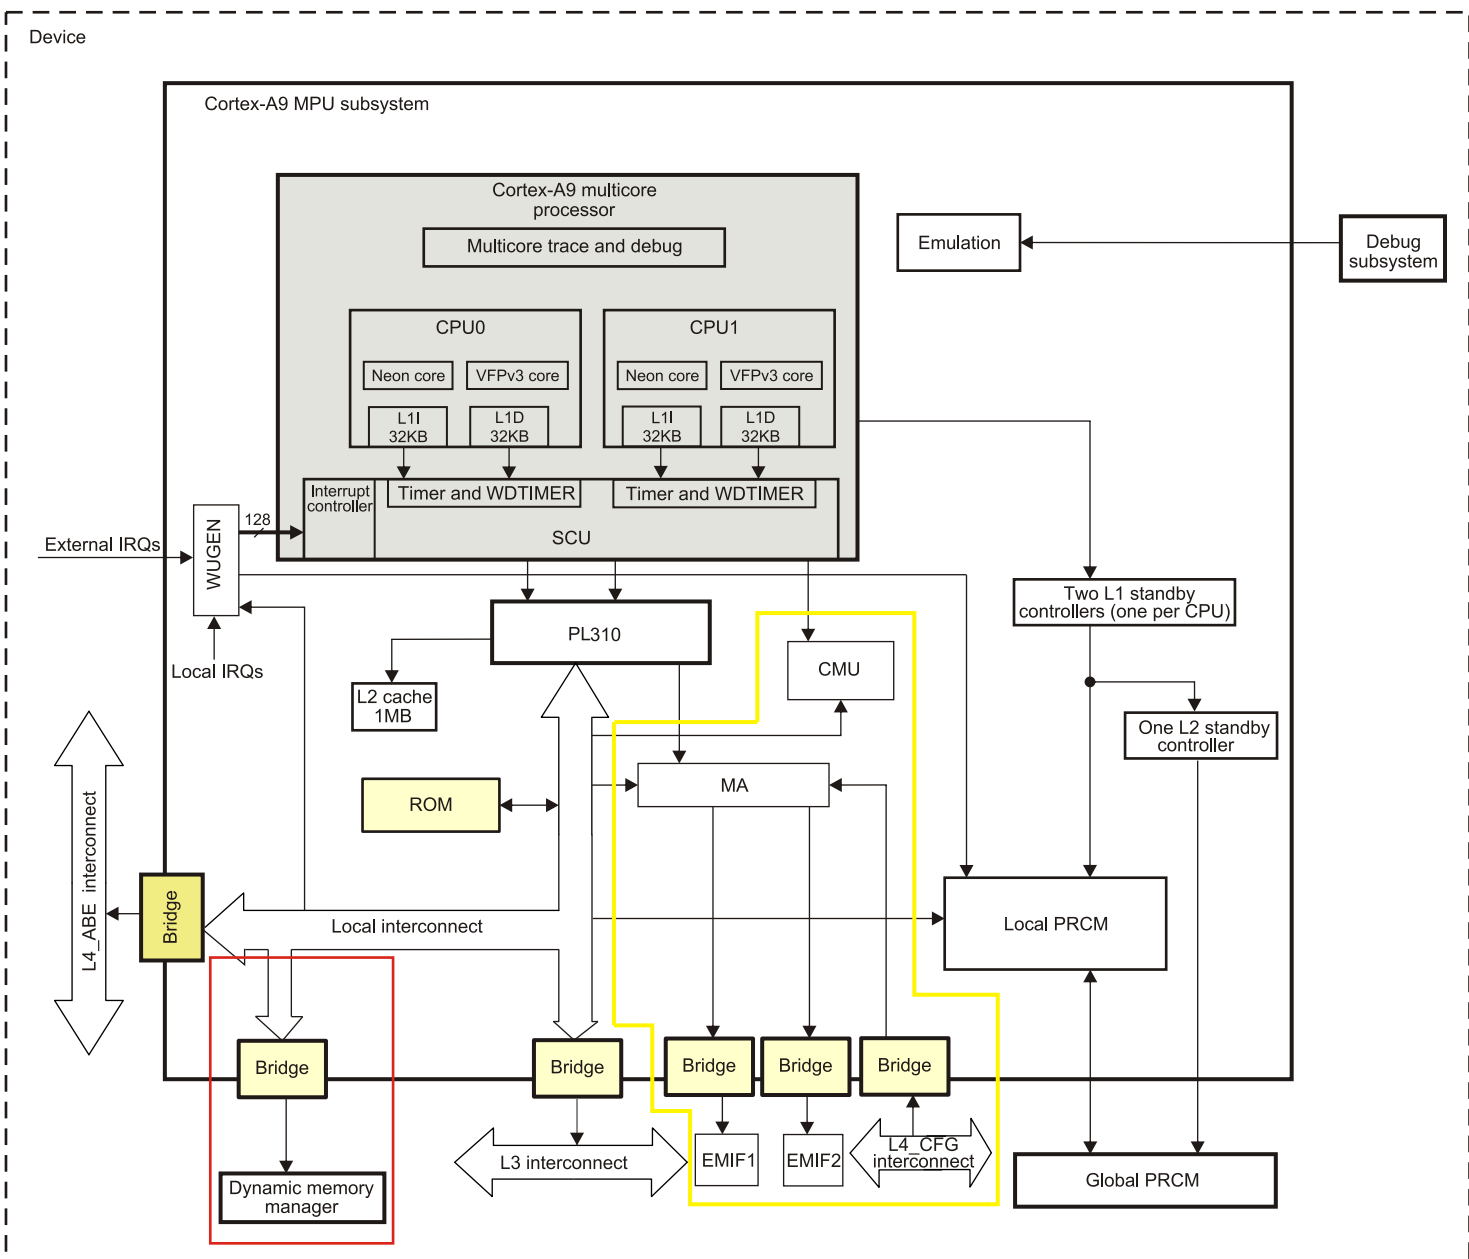 Device
Cortex-A9 MPU subsystem
Cortex-A9 multicore
processor
Multicore trace and debug
Emulation
Debug
subsystem
CPU0
CPU1
Neon core
VFPv3 core
Neon core
VFPv3 core
L1I
32KB
L1D
32KB
L1I
32KB
L1D
32KB
Interrupt
controller
Timer and WDTIMER
Timer and WDTIMER
SCU
128
WUGEN
External IRQs
Local IRQs
Two L1 standby
controllers (one per CPU)
PL310
CMU
L2 cache
1MB
One L2 standby
controller
MA
ROM
L4_ABE interconnect
Bridge
Local interconnect
Local PRCM
Bridge
Bridge
Bridge
Bridge
Bridge
L3 interconnect
EMIF1
EMIF2
L4_CFG
interconnect
Dynamic memory
manager
Global PRCM